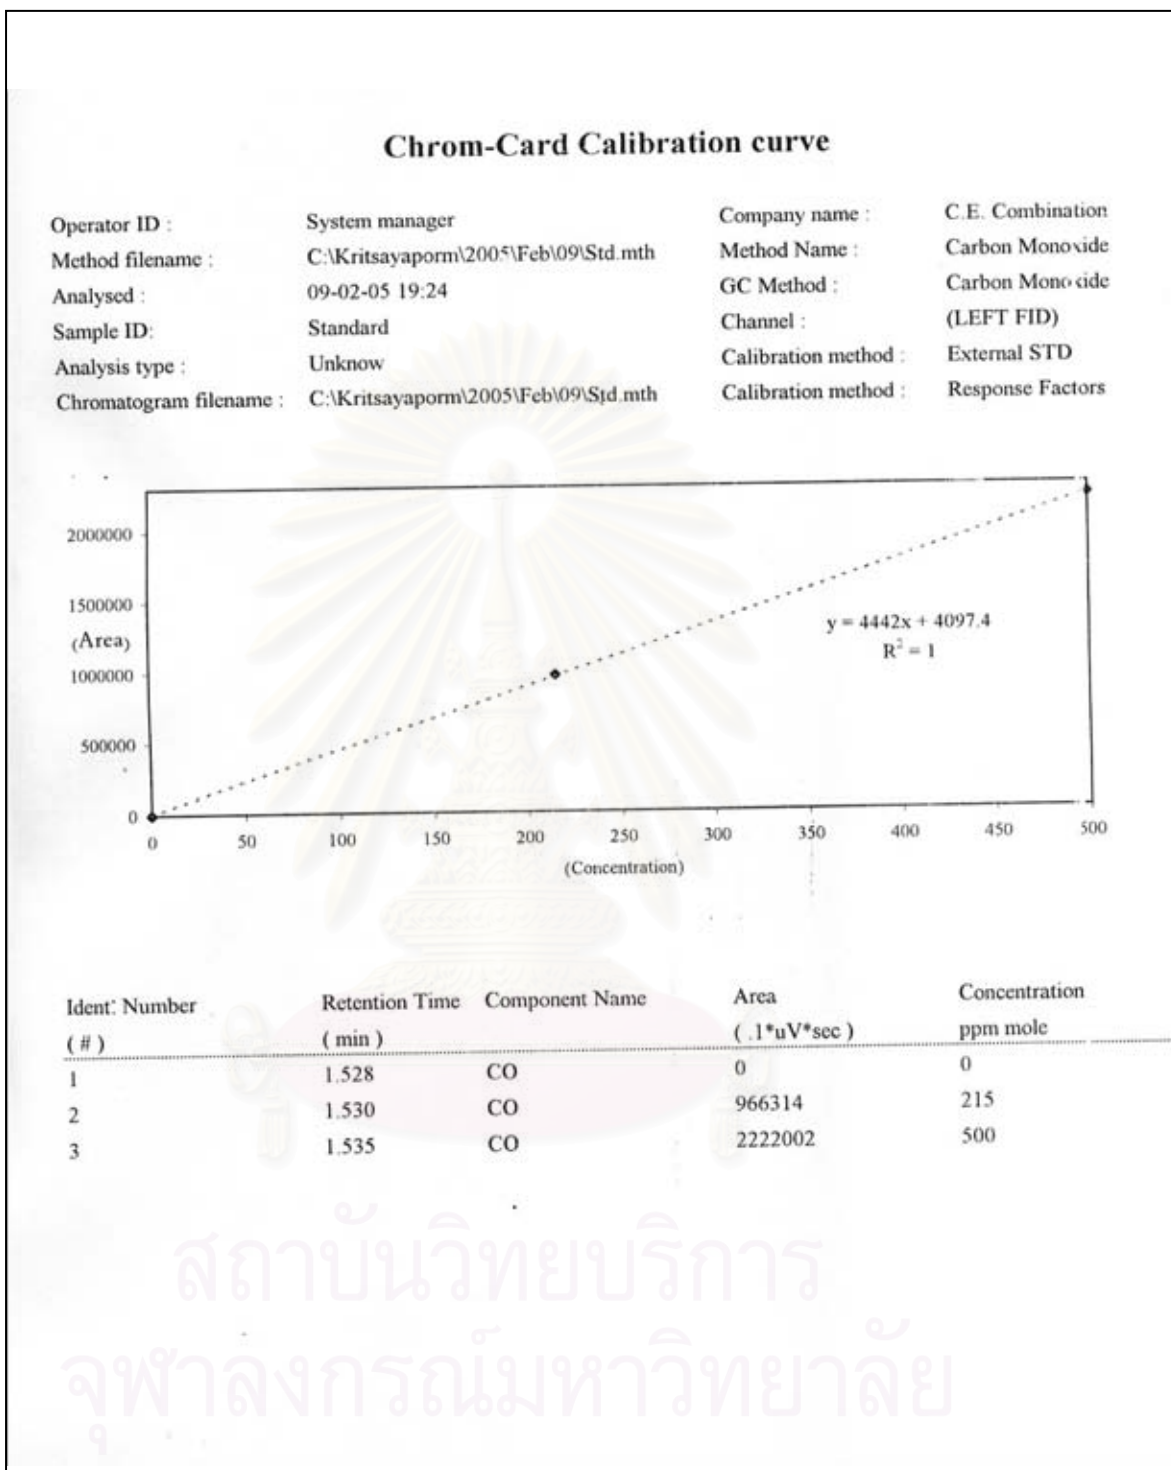 Chrom-Card Calibration curve
Operator ID : System manager Company name : C.E. Combination
Method filename : C:\Kritsayaporm\2005\Feb\09\Std.mth Method Name : Carbon Monoxide
Analysed : 09-02-05 19:24 GC Method : Carbon Monoxide
Sample ID: Standard Channel : (LEFT FID)
Analysis type : Unknow Calibration method : External STD
Chromatogram filename : C:\Kritsayaporm\2005\Feb\09\Std.mth Calibration method : Response Factors
2000000
1500000
(Area)
1000000
500000
0
y = 4442x + 4097.4
R² = 1
0 50 100 150 200 250 300 350 400 450 500
(Concentration)
Ident: Number Retention Time Component Name Area Concentration
( # ) ( min ) ( .1*uV*sec ) ppm mole
1 1.528 CO 0 0
2 1.530 CO 966314 215
3 1.535 CO 2222002 500
สถาบันวิทยบริการ
จุฬาลงกรณ์มหาวิทยาลัย